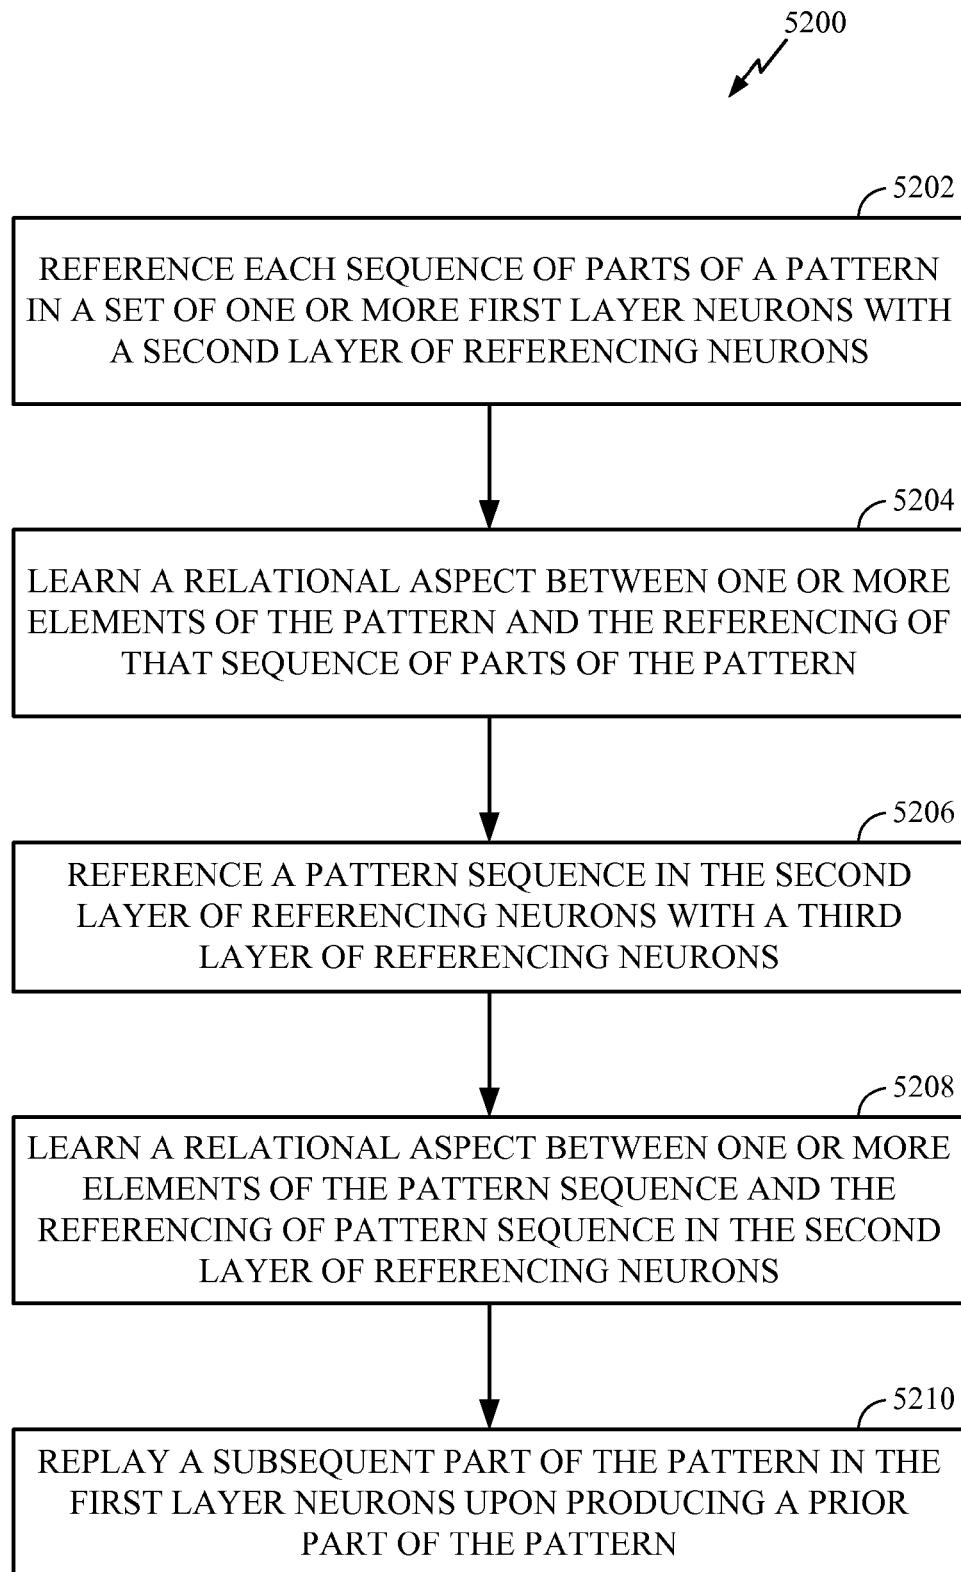 5200
5202
REFERENCE EACH SEQUENCE OF PARTS OF A PATTERN
IN A SET OF ONE OR MORE FIRST LAYER NEURONS WITH
A SECOND LAYER OF REFERENCING NEURONS
5204
LEARN A RELATIONAL ASPECT BETWEEN ONE OR MORE
ELEMENTS OF THE PATTERN AND THE REFERENCING OF
THAT SEQUENCE OF PARTS OF THE PATTERN
5206
REFERENCE A PATTERN SEQUENCE IN THE SECOND
LAYER OF REFERENCING NEURONS WITH A THIRD
LAYER OF REFERENCING NEURONS
5208
LEARN A RELATIONAL ASPECT BETWEEN ONE OR MORE
ELEMENTS OF THE PATTERN SEQUENCE AND THE
REFERENCING OF PATTERN SEQUENCE IN THE SECOND
LAYER OF REFERENCING NEURONS
5210
REPLAY A SUBSEQUENT PART OF THE PATTERN IN THE
FIRST LAYER NEURONS UPON PRODUCING A PRIOR
PART OF THE PATTERN